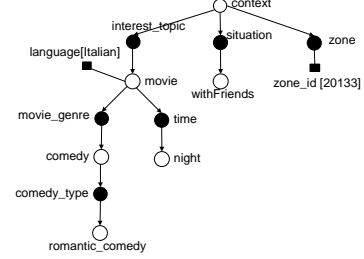 context
interest_topic
situation
zone
language[Italian]
movie
withFriends
zone_id [20133]
movie_genre
time
comedy
night
comedy_type
romantic_comedy